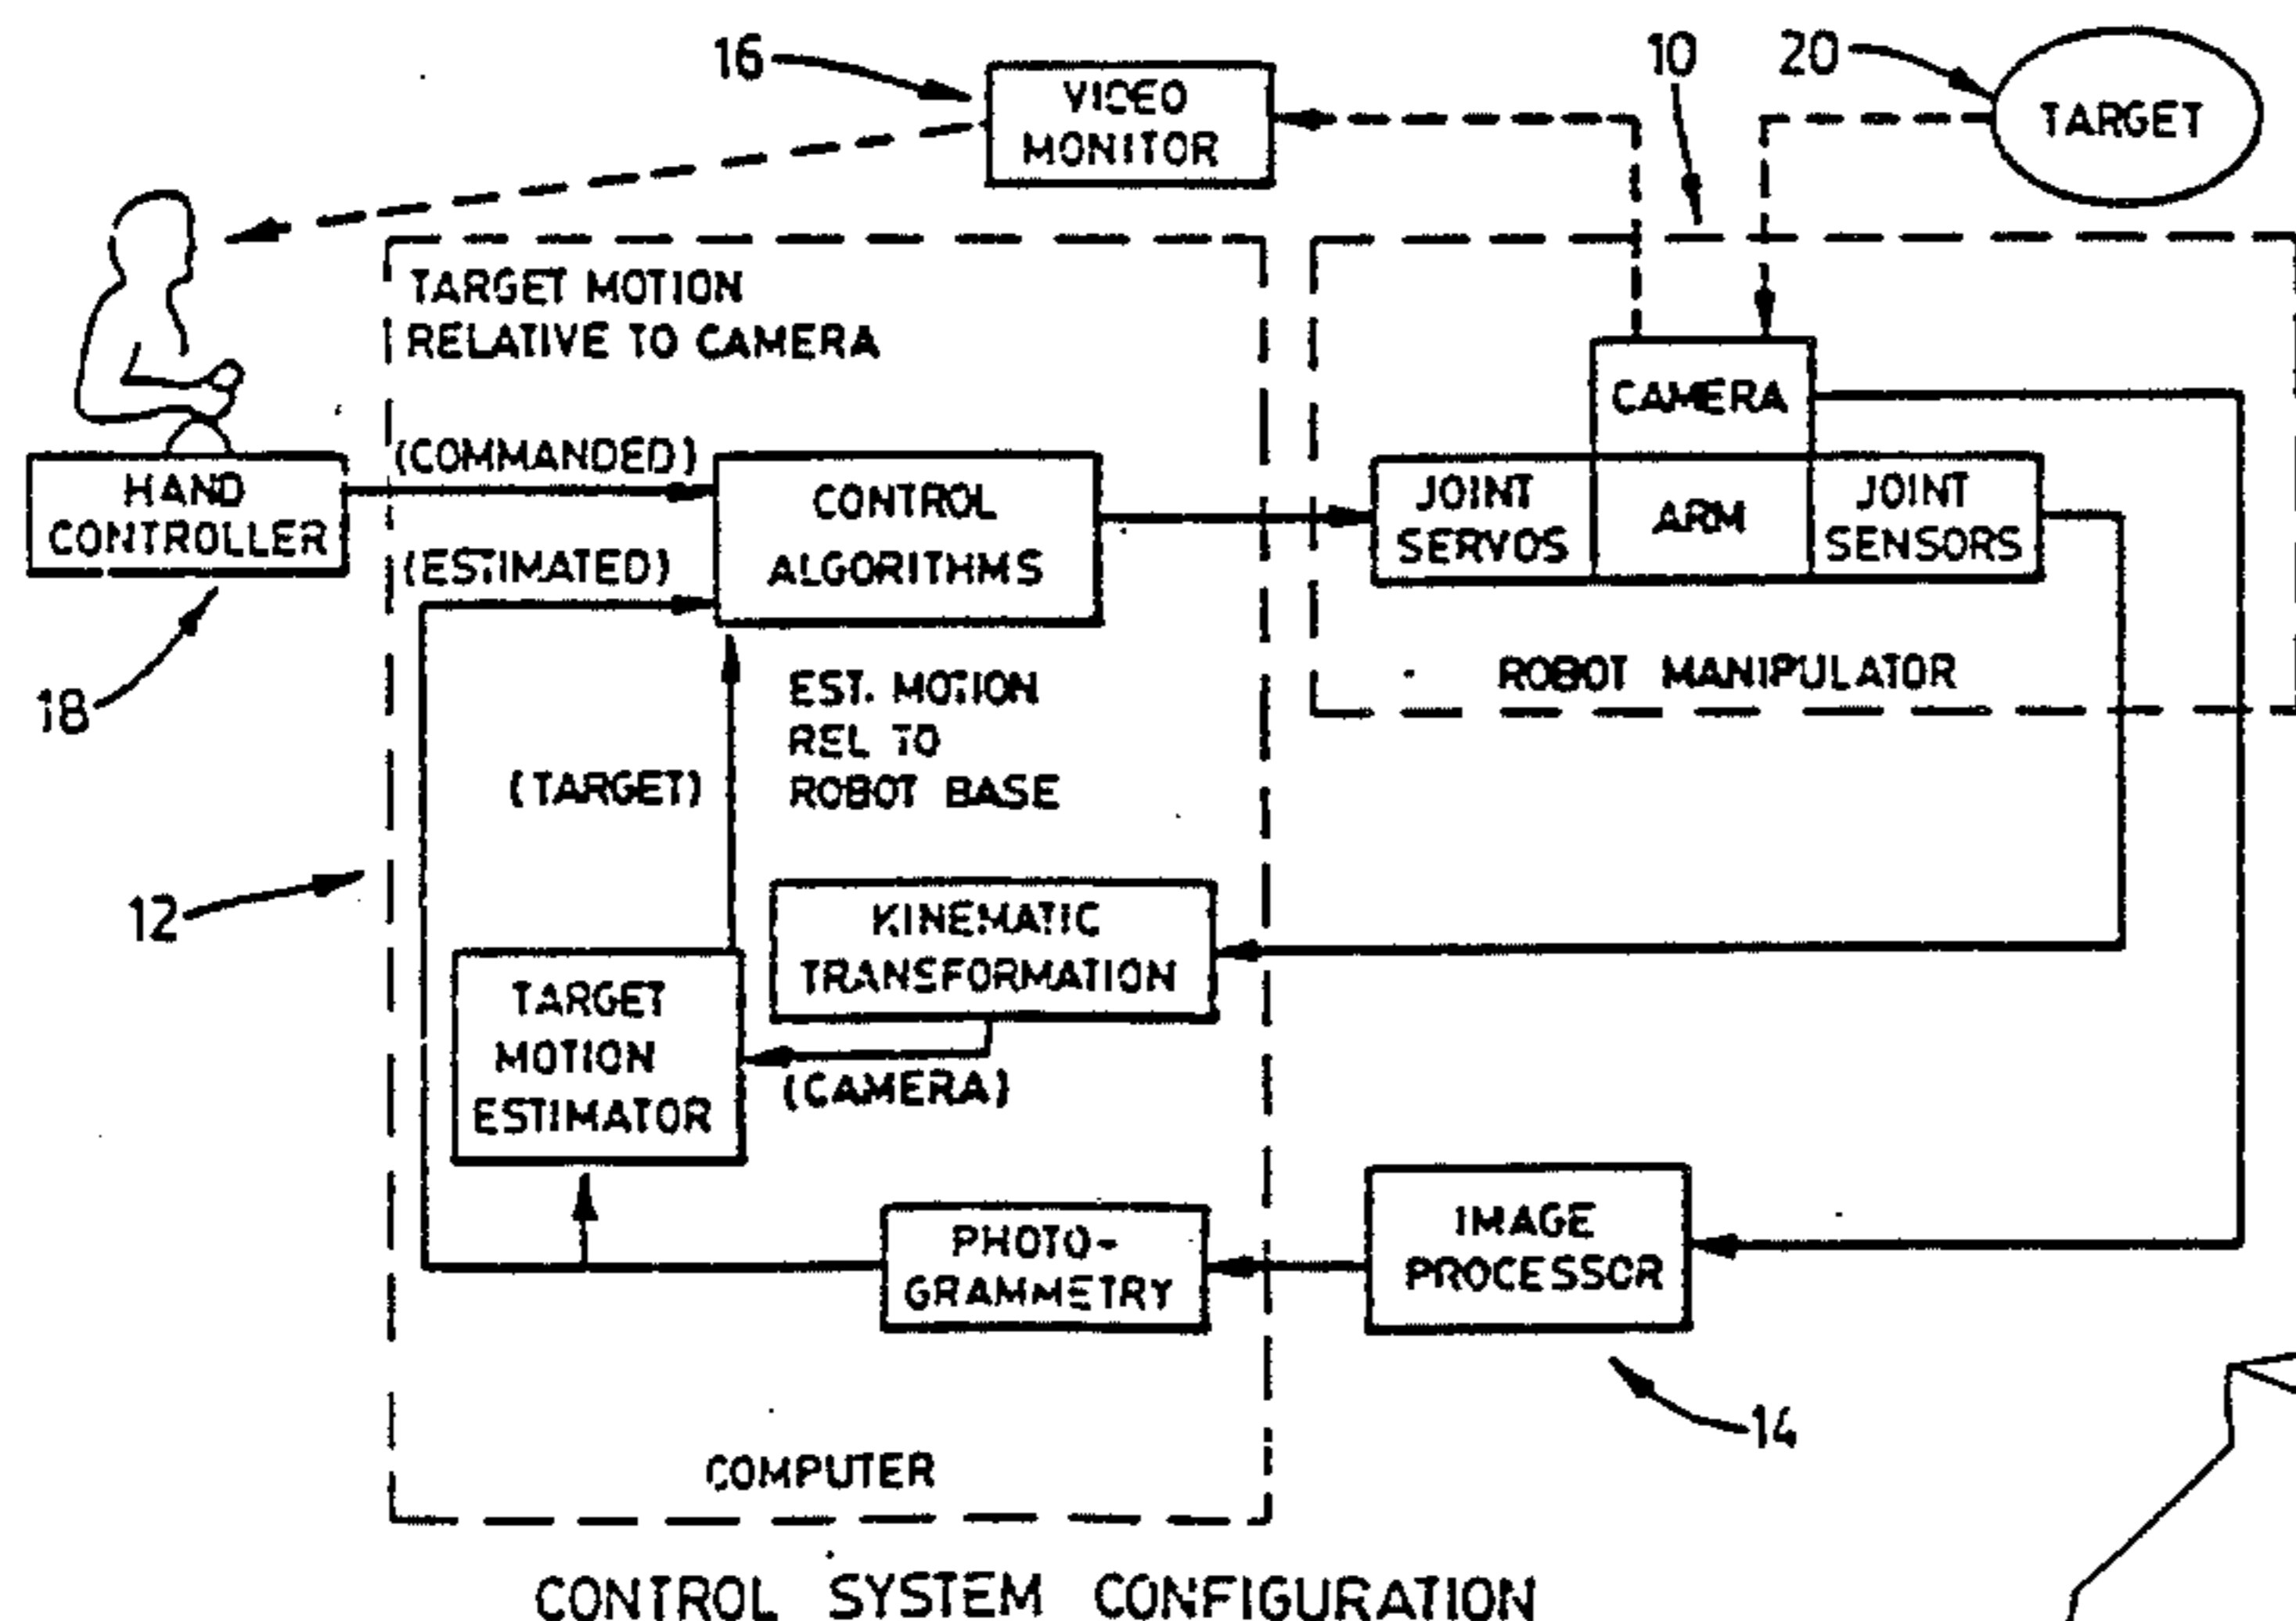 16
VIDEO
MONITOR
10
20
TARGET
TARGET MOTION
RELATIVE TO CAMERA
CAMERA
(COMMANDED)
HAND
CONTROLLER
(ESTIMATED)
CONTROL
ALGORITHMS
JOINT
SERVOS
ARM
JOINT
SENSORS
18
EST. MOTION
REL TO
ROBOT BASE
(TARGET)
ROBOT MANIPULATOR
12
KINEMATIC
TRANSFORMATION
TARGET
MOTION
ESTIMATOR
(CAMERA)
PHOTO-
GRAMMETRY
IMAGE
PROCESSOR
14
COMPUTER
CONTROL SYSTEM CONFIGURATION